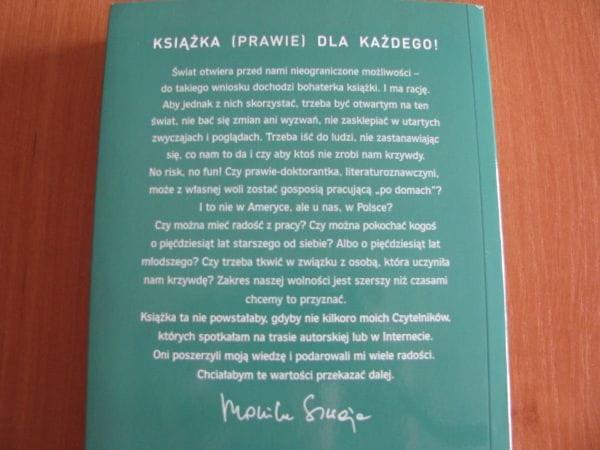 KSIĄŻKA (PRAWIE) DLA KAŻDEGO!
Świat otwiera przed nami nieograniczone możliwości –
do takiego wniosku dochodzi bohaterka książki. I ma rację.
Aby jednak z nich skorzystać, trzeba być otwartym na ten
świat, nie bać się zmian ani wyzwań, nie zasklepiać w utartych
zwyczajach i poglądach. Trzeba iść do ludzi, nie zastanawiając
się, co nam to da i czy aby ktoś nie zrobi nam krzywdy.
No risk, no fun! Czy prawie-doktorantka, literaturoznawczyni,
może z własnej woli zostać gosposią pracującą „po domach”?
I to nie w Ameryce, ale u nas, w Polsce?
Czy można mieć radość z pracy? Czy można pokochać kogoś
o pięćdziesiąt lat starszego od siebie? Albo o pięćdziesiąt lat
młodszego? Czy trzeba tkwić w związku z osobą, która uczyniła
nam krzywdę? Zakres naszej wolności jest szerszy niż czasami
chcemy to przyznać.
Książka ta nie powstałaby, gdyby nie kilkoro moich Czytelników,
których spotkałam na trasie autorskiej lub w Internecie.
Oni poszerzyli moją wiedzę i podarowali mi wiele radości.
Chciałabym te wartości przekazać dalej.
Monika Szwaja